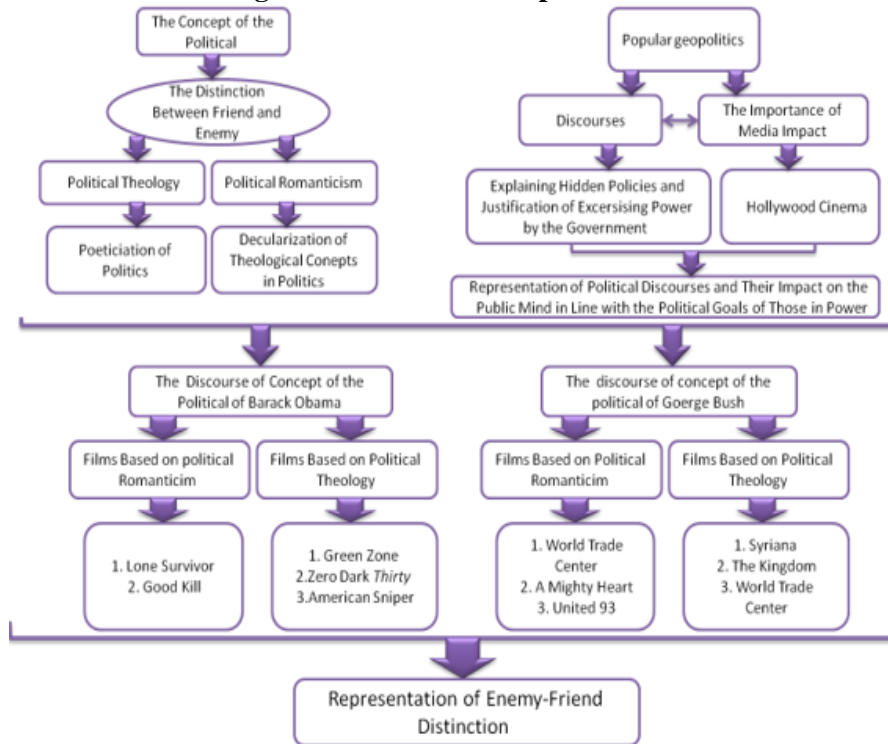 The Concept of the
Political
The Distinction
Between Friend and
Enemy
Political Theology
Political Romanticism
Poeticiation of
Politics
Decularization of
Theological Conepts
in Politics
Popular geopolitics
Discourses
The Importance of
Media Impact
Explaining Hidden Policies and
Justification of Excersising Power
by the Government
Hollywood Cinema
Representation of Political Discourses and Their Impact on the
Public Mind in Line with the Political Goals of Those in Power
The Discourse of Concept of the
Political of Barack Obama
The discourse of concept of the
political of Goerge Bush
Films Based on political
Romanticim
Films Based on Political
Theology
Films Based on Political
Romanticim
Films Based on Political
Theology
1. Lone Survivor
2. Good Kill
1. Green Zone
2.Zero Dark Thirty
3.American Sniper
1. World Trade
Center
2. A Mighty Heart
3. United 93
1. Syriana
2. The Kingdom
3. World Trade
Center
Representation of Enemy-Friend
Distinction